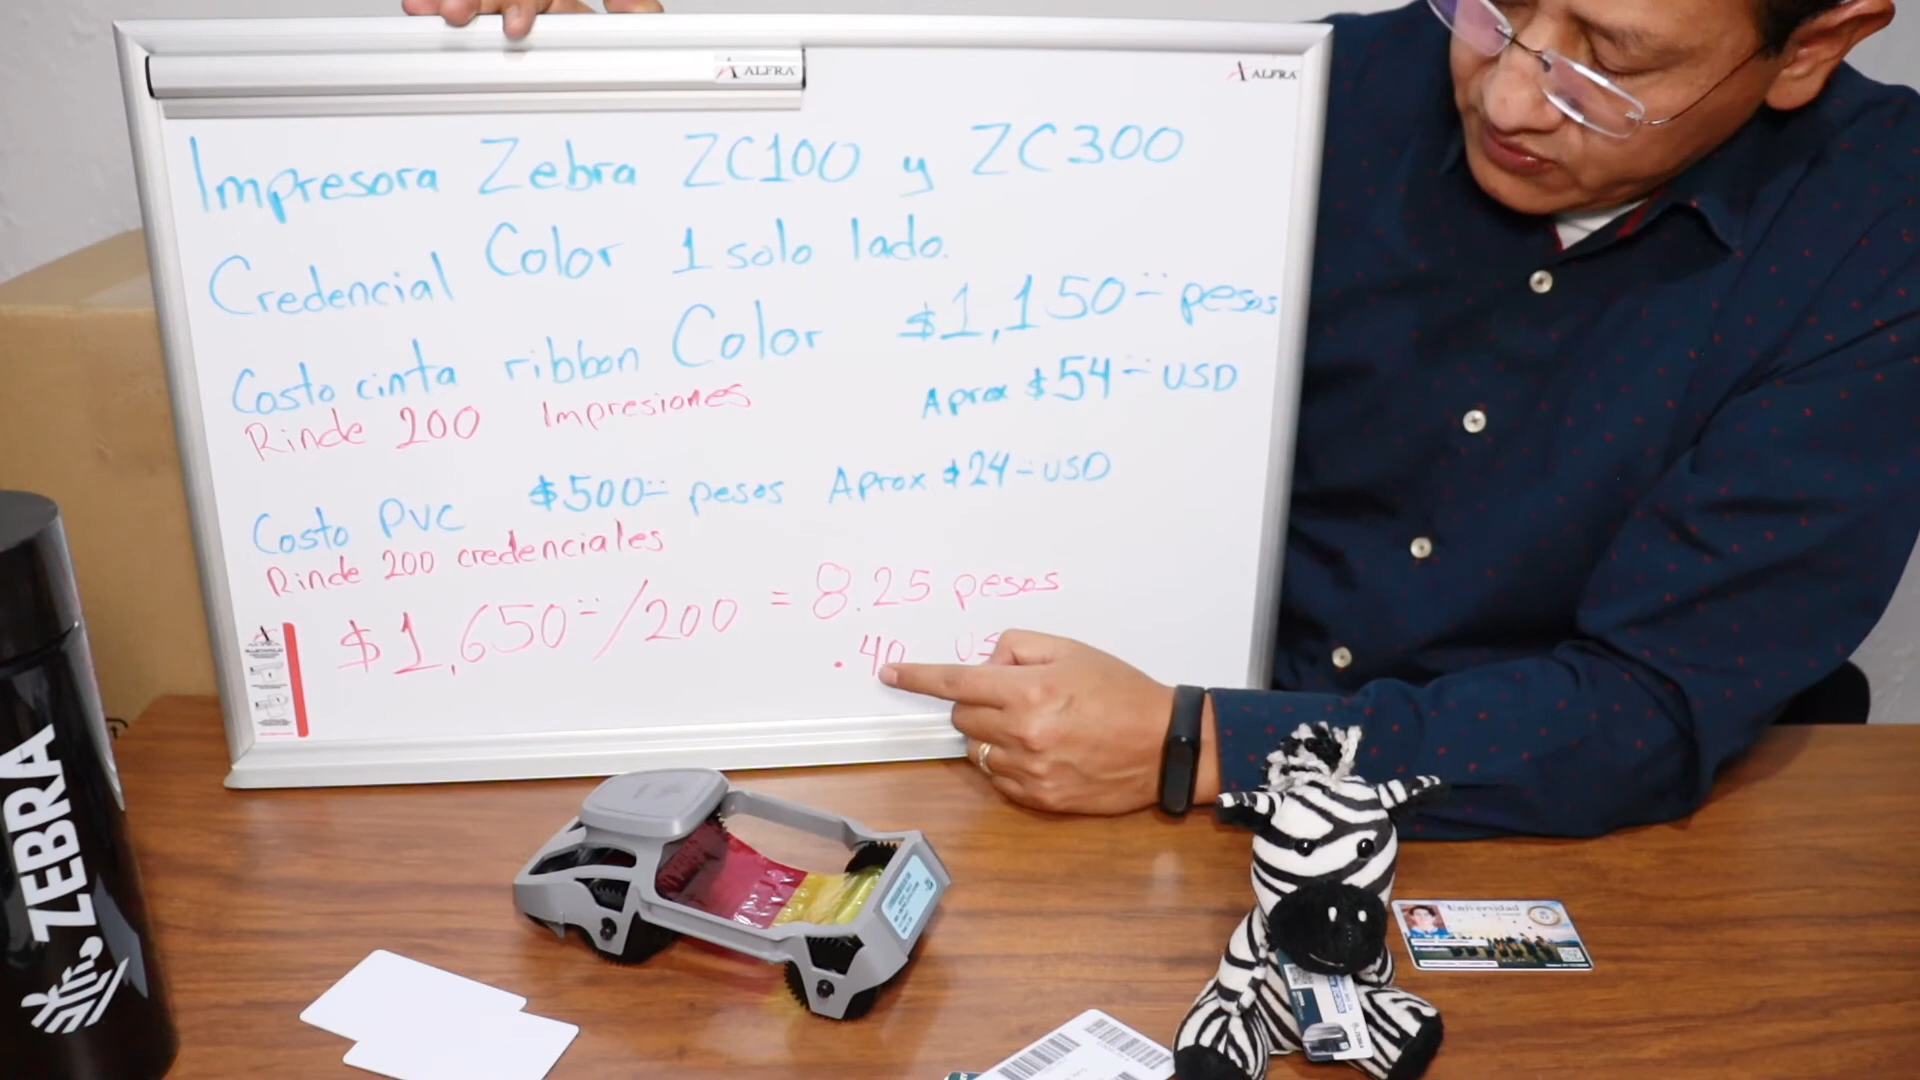 ALFRA
ALFRA
Impresora Zebra ZC100 y ZC300
Credencial Color 1 solo lado.
Costo cinta ribbon Color $1,150.-- pesos
Rinde 200 Impresiones Aprox $54.-- USD
Costo PVC $500.-- pesos Aprox $24.- USD
Rinde 200 credenciales
$1,650.--/200 = 8.25 pesos
.40 US
ZEBRA
Universidad